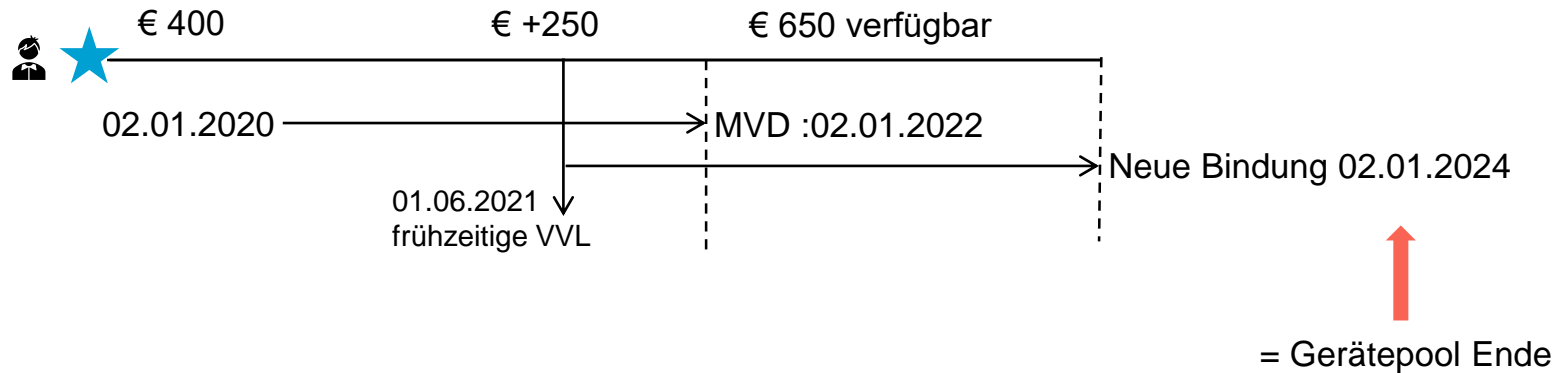 € 400
€ +250
€ 650 verfügbar
02.01.2020
MVD :02.01.2022
Neue Bindung 02.01.2024
01.06.2021
frühzeitige VVL
= Gerätepool Ende